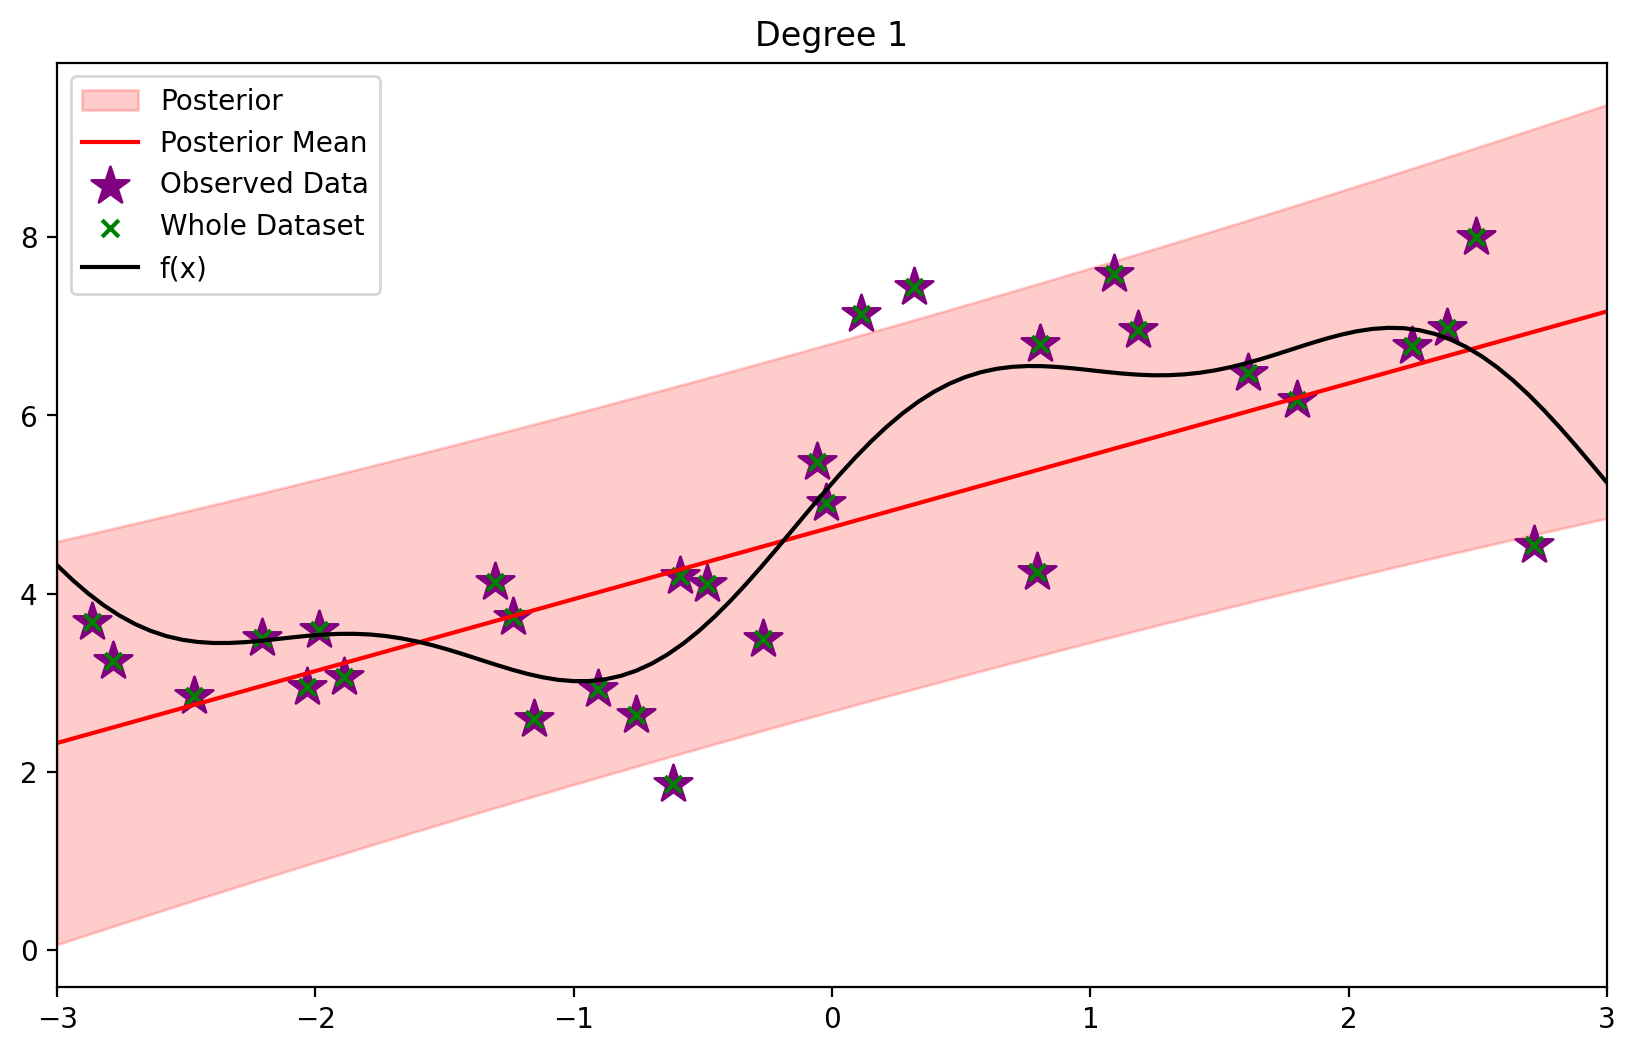 Degree 1
Posterior
Posterior Mean
Observed Data
Whole Dataset
f(x)
8
6
4
2
0
−3
−2
−1
0
1
2
3